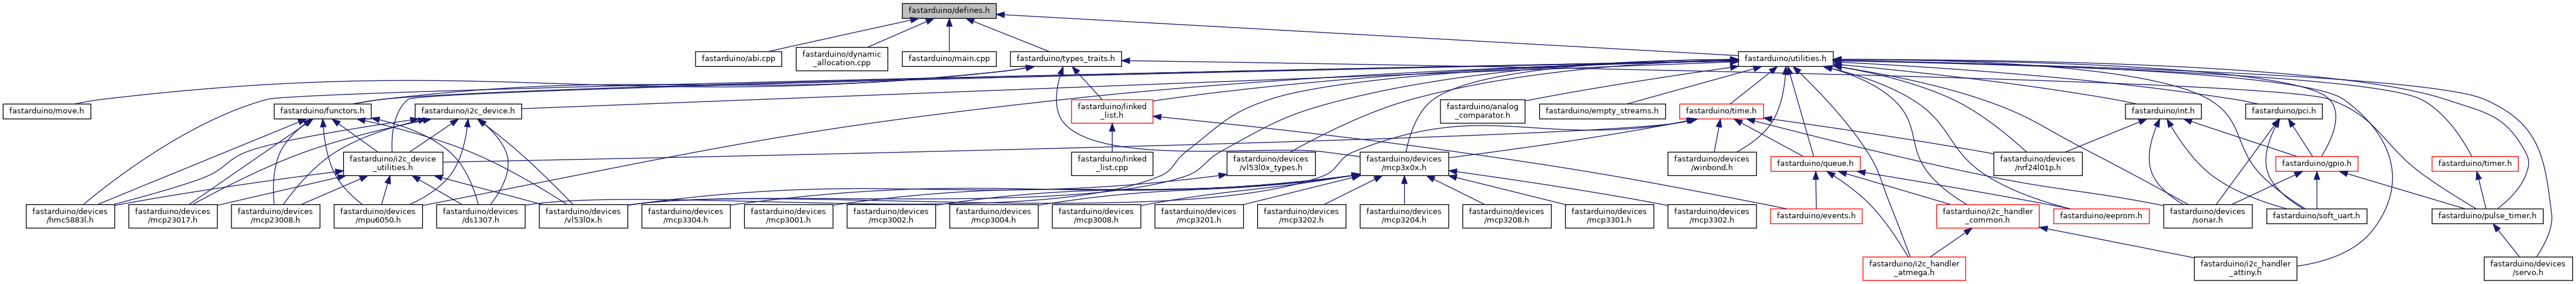 fastarduino/defines.h
fastarduino/abi.cpp
fastarduino/dynamic
_allocation.cpp
fastarduino/main.cpp
fastarduino/types_traits.h
fastarduino/utilities.h
fastarduino/move.h
fastarduino/functors.h
fastarduino/i2c_device.h
fastarduino/linked
_list.h
fastarduino/analog
_comparator.h
fastarduino/empty_streams.h
fastarduino/time.h
fastarduino/int.h
fastarduino/pci.h
fastarduino/i2c_device
_utilities.h
fastarduino/linked
_list.cpp
fastarduino/devices
/vl53l0x_types.h
fastarduino/devices
/mcp3x0x.h
fastarduino/devices
/winbond.h
fastarduino/queue.h
fastarduino/devices
/nrf24l01p.h
fastarduino/gpio.h
fastarduino/timer.h
fastarduino/devices
/hmc5883l.h
fastarduino/devices
/mcp23017.h
fastarduino/devices
/mcp23008.h
fastarduino/devices
/mpu6050.h
fastarduino/devices
/ds1307.h
fastarduino/devices
/vl53l0x.h
fastarduino/devices
/mcp3304.h
fastarduino/devices
/mcp3001.h
fastarduino/devices
/mcp3002.h
fastarduino/devices
/mcp3004.h
fastarduino/devices
/mcp3008.h
fastarduino/devices
/mcp3201.h
fastarduino/devices
/mcp3202.h
fastarduino/devices
/mcp3204.h
fastarduino/devices
/mcp3208.h
fastarduino/devices
/mcp3301.h
fastarduino/devices
/mcp3302.h
fastarduino/events.h
fastarduino/i2c_handler
_common.h
fastarduino/eeprom.h
fastarduino/devices
/sonar.h
fastarduino/soft_uart.h
fastarduino/pulse_timer.h
fastarduino/i2c_handler
_atmega.h
fastarduino/i2c_handler
_attiny.h
fastarduino/devices
/servo.h